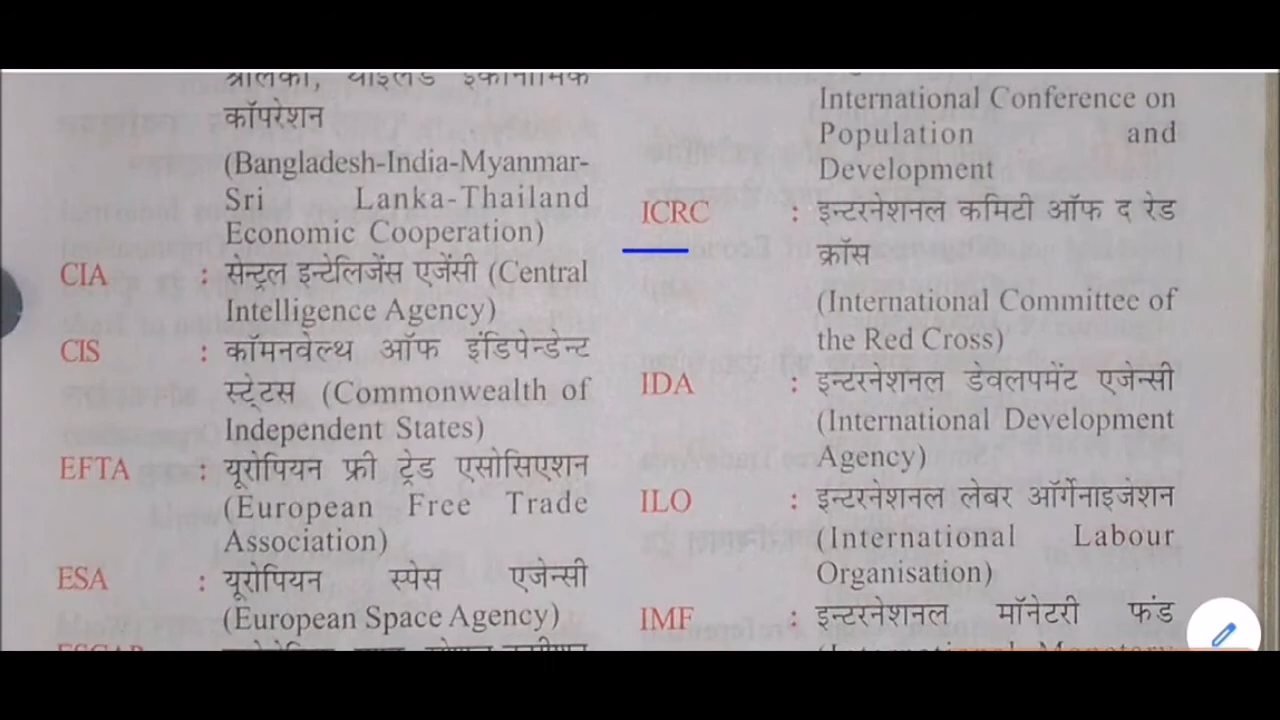 थाईलैंड इकोनॉमिक
कॉपरेशन
(Bangladesh-India-Myanmar-
Sri Lanka-Thailand
Economic Cooperation)
CIA : सेन्ट्रल इन्टेलिजेंस एजेंसी (Central
Intelligence Agency)
CIS : कॉमनवेल्थ ऑफ इंडिपेन्डेन्ट
स्टे्टस (Commonwealth of
Independent States)
EFTA : यूरोपियन फ्री ट्रेड एसोसिएशन
(European Free Trade
Association)
ESA : यूरोपियन स्पेस एजेन्सी
(European Space Agency)
International Conference on
Population and
Development
ICRC : इन्टरनेशनल कमिटी ऑफ द रेड
क्रॉस
(International Committee of
the Red Cross)
IDA : इन्टरनेशनल डेवलपमेंट एजेन्सी
(International Development
Agency)
ILO : इन्टरनेशनल लेबर ऑर्गेनाइजेशन
(International Labour
Organisation)
IMF : इन्टरनेशनल मॉनेटरी फंड